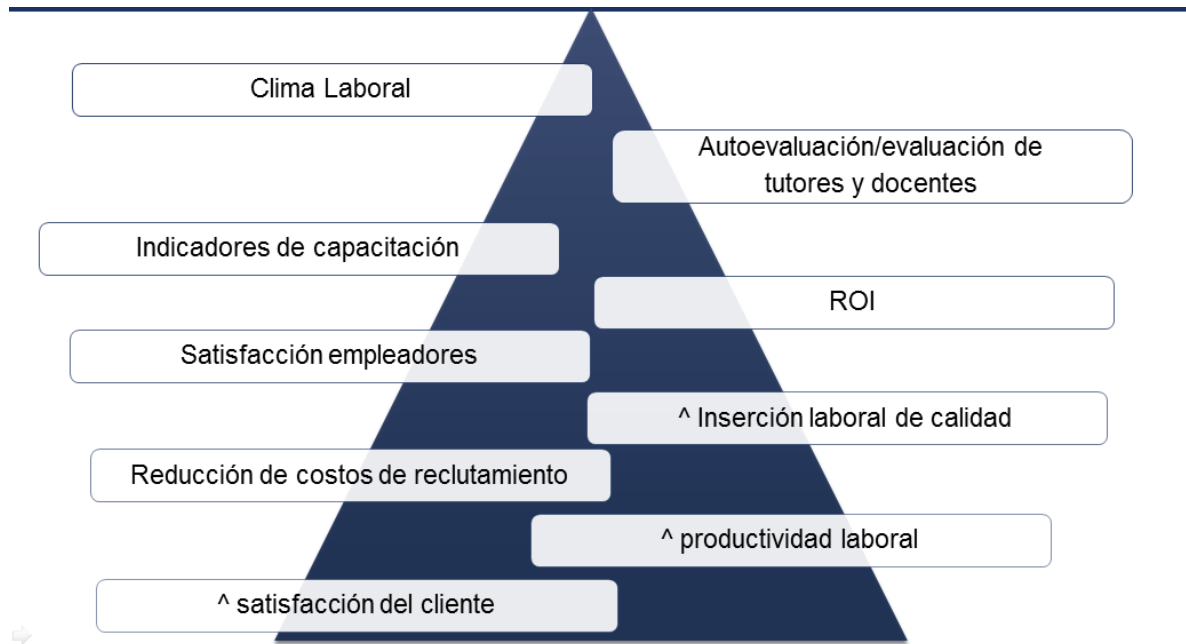 Clima Laboral
Autoevaluación/evaluación de
tutores y docentes
Indicadores de capacitación
ROI
Satisfacción empleadores
^ Inserción laboral de calidad
Reducción de costos de reclutamiento
^ productividad laboral
^ satisfacción del cliente